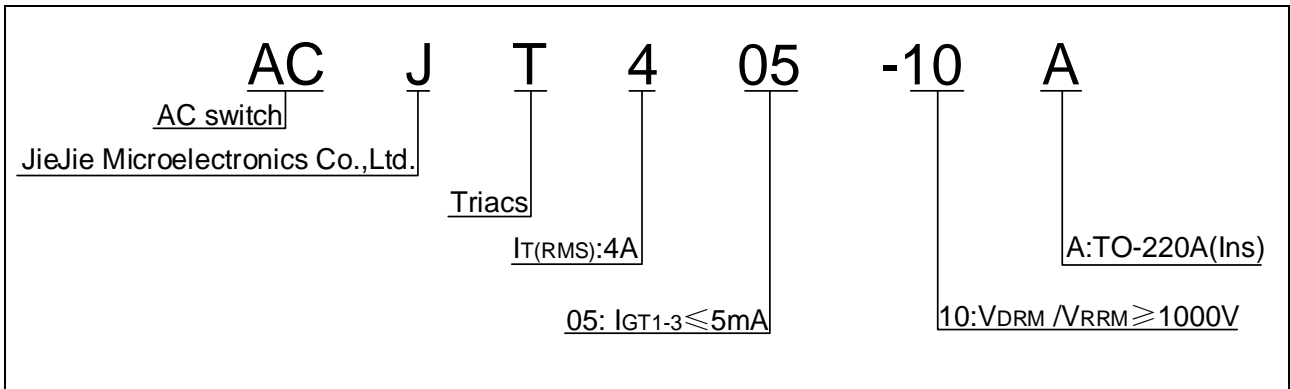 AC J T 4 05 -10 A
AC switch
JieJie Microelectronics Co.,Ltd.
Triacs
IT(RMS):4A
A:TO-220A(Ins)
05: IGT1-3≤5mA
10:VDRM /VRRM≥1000V